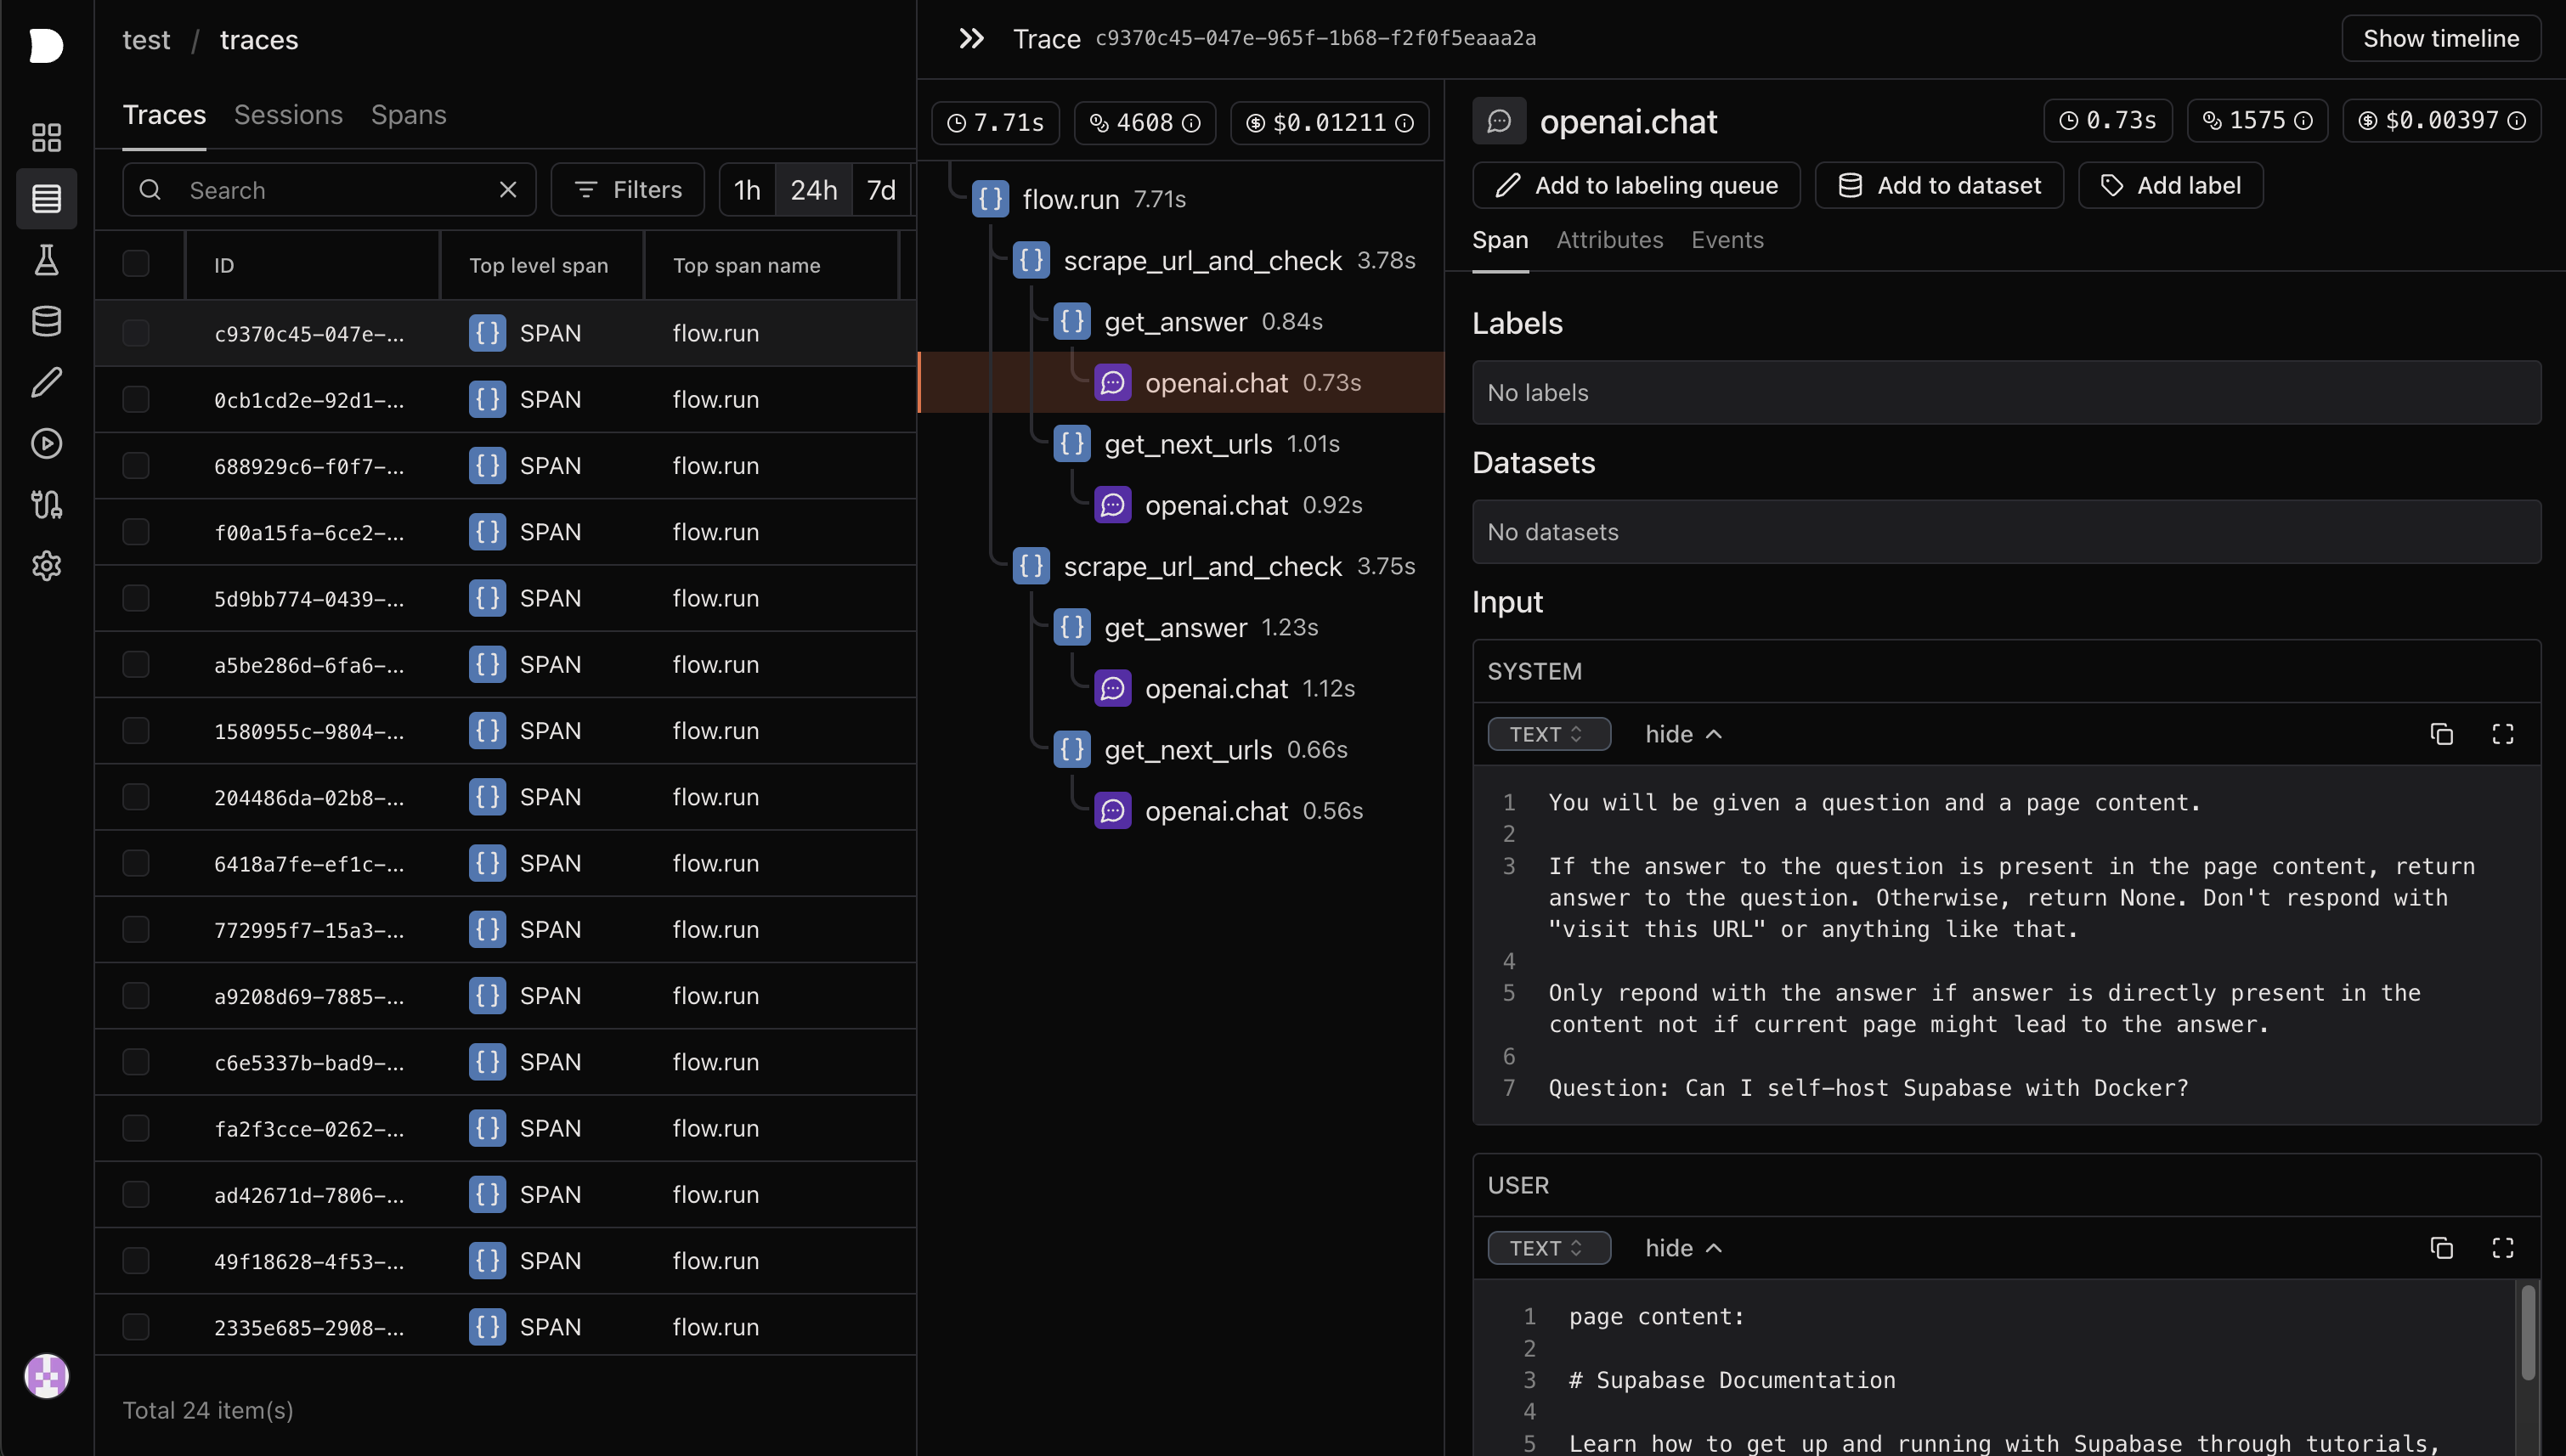 test / traces
Traces Sessions Spans
Search Filters 1h 24h 7d
ID Top level span Top span name
c9370c45-047e-... {} SPAN flow.run
0cb1cd2e-92d1-... {} SPAN flow.run
688929c6-f0f7-... {} SPAN flow.run
f00a15fa-6ce2-... {} SPAN flow.run
5d9bb774-0439-... {} SPAN flow.run
a5be286d-6fa6-... {} SPAN flow.run
1580955c-9804-... {} SPAN flow.run
204486da-02b8-... {} SPAN flow.run
6418a7fe-ef1c-... {} SPAN flow.run
772995f7-15a3-... {} SPAN flow.run
a9208d69-7885-... {} SPAN flow.run
c6e5337b-bad9-... {} SPAN flow.run
fa2f3cce-0262-... {} SPAN flow.run
ad42671d-7806-... {} SPAN flow.run
49f18628-4f53-... {} SPAN flow.run
2335e685-2908-... {} SPAN flow.run
Total 24 item(s)
Trace c9370c45-047e-965f-1b68-f2f0f5eaaa2a
Show timeline
7.71s 4608 $0.01211
{} flow.run 7.71s
{} scrape_url_and_check 3.78s
{} get_answer 0.84s
openai.chat 0.73s
{} get_next_urls 1.01s
openai.chat 0.92s
{} scrape_url_and_check 3.75s
{} get_answer 1.23s
openai.chat 1.12s
{} get_next_urls 0.66s
openai.chat 0.56s
openai.chat 0.73s 1575 $0.00397
Add to labeling queue Add to dataset Add label
Span Attributes Events
Labels
No labels
Datasets
No datasets
Input
SYSTEM
TEXT hide
1 You will be given a question and a page content.
2
3 If the answer to the question is present in the page content, return
answer to the question. Otherwise, return None. Don't respond with
"visit this URL" or anything like that.
4
5 Only repond with the answer if answer is directly present in the
content not if current page might lead to the answer.
6
7 Question: Can I self-host Supabase with Docker?
USER
TEXT hide
1 page content:
2
3 # Supabase Documentation
4
5 Learn how to get up and running with Supabase through tutorials,